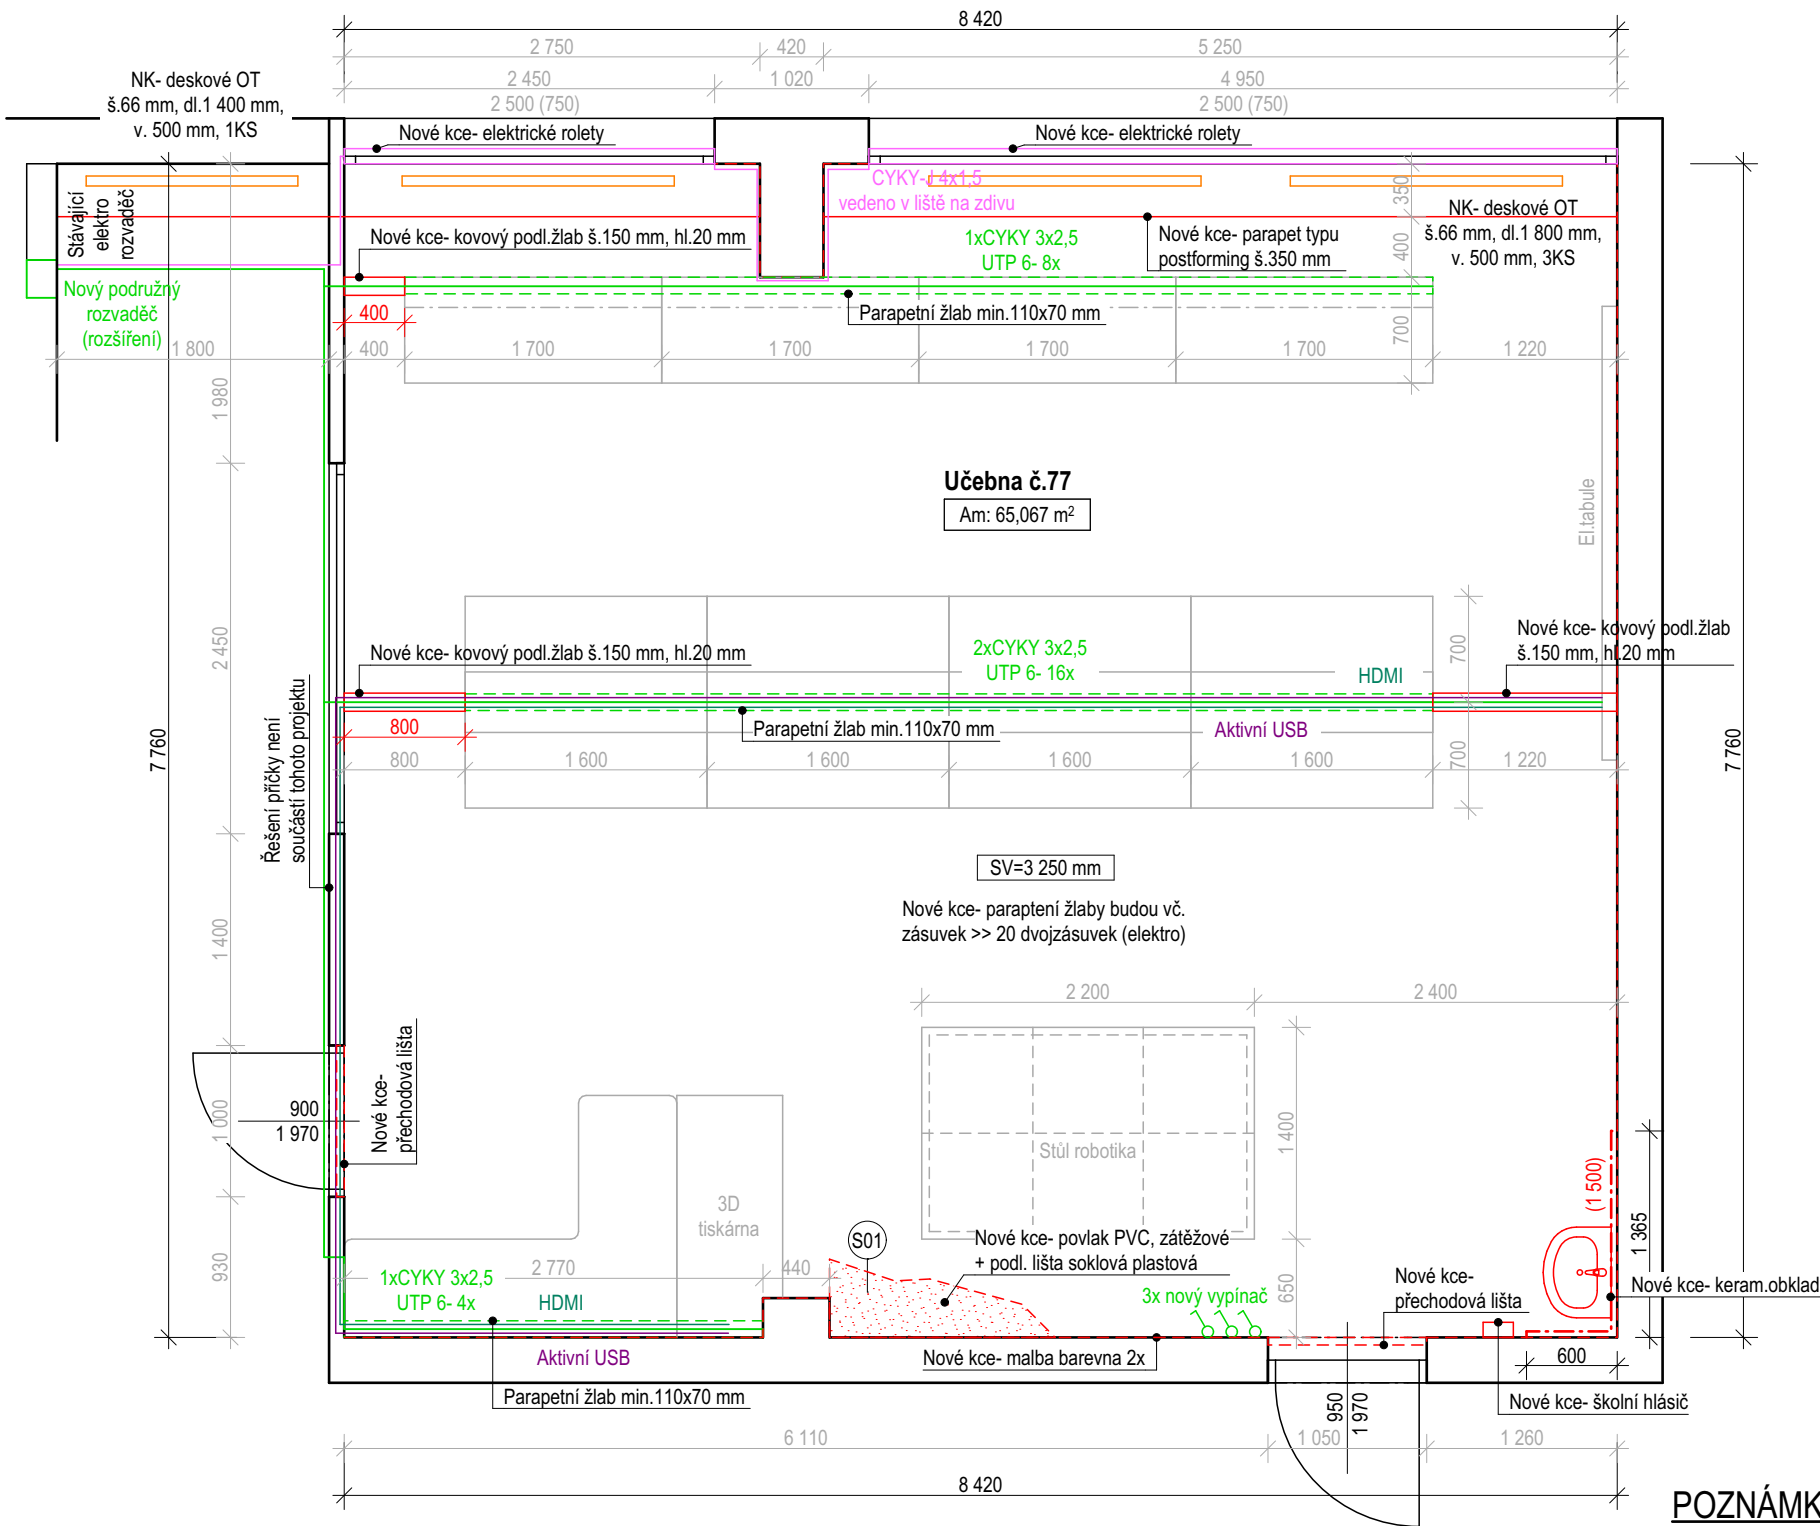 8 420
2 750
420
5 250
2 450
1 020
4 950
2 500 (750)
2 500 (750)
NK- deskové OT
š.66 mm, dl.1 400 mm,
v. 500 mm, 1KS
Nové kce- elektrické rolety
Nové kce- elektrické rolety
Stávající
elektro
rozvaděč
CYKY-J 4x1,5
vedeno v liště na zdivu
350
NK- deskové OT
š.66 mm, dl.1 800 mm,
v. 500 mm, 3KS
Nové kce- kovový podl.žlab š.150 mm, hl.20 mm
1xCYKY 3x2,5
UTP 6- 8x
Nové kce- parapet typu
postforming š.350 mm
400
Nový podružný
rozvaděč
(rozšíření)
400
Parapetní žlab min.110x70 mm
700
1 800
400
1 700
1 700
1 700
1 700
1 220
1 980
Učebna č.77
Am: 65,067 m²
El.tabule
2 450
Nové kce- kovový podl.žlab š.150 mm, hl.20 mm
2xCYKY 3x2,5
UTP 6- 16x
HDMI
700
Nové kce- kovový podl.žlab
š.150 mm, hl.20 mm
800
Parapetní žlab min.110x70 mm
Aktivní USB
700
7 760
7 760
Řešení příčky není
součástí tohoto projektu
800
1 600
1 600
1 600
1 600
1 220
SV=3 250 mm
Nové kce- paraptení žlaby budou vč.
zásuvek >> 20 dvojzásuvek (elektro)
1 400
2 200
2 400
Nové kce-
přechodová lišta
900
1 970
1 000
1 400
Stůl robotika
3D
tiskárna
(1 500)
1 365
S01
Nové kce- povlak PVC, zátěžové
+ podl. lišta soklová plastová
930
1xCYKY 3x2,5
UTP 6- 4x
2 770
HDMI
440
3x nový vypínač
650
Nové kce-
přechodová lišta
Nové kce- keram.obklad
Aktivní USB
Nové kce- malba barevna 2x
600
Parapetní žlab min.110x70 mm
950
1 970
Nové kce- školní hlásič
6 110
1 050
1 260
8 420
POZNÁMK